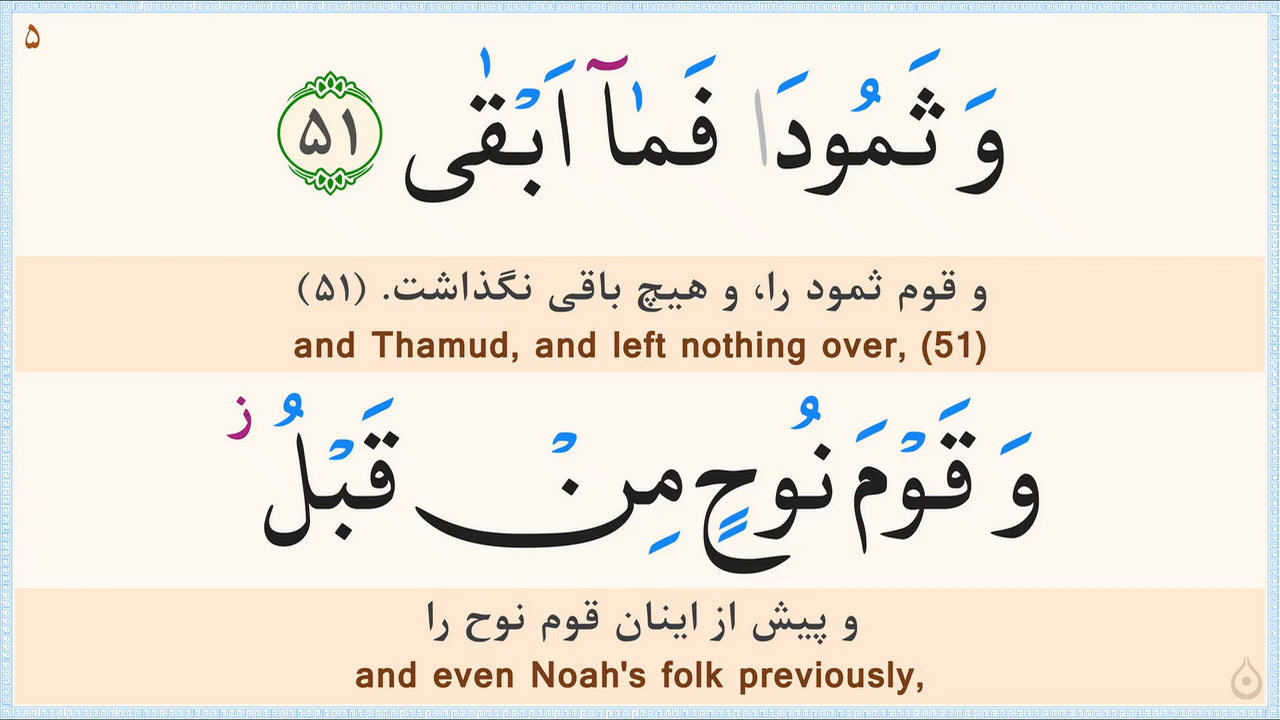 ۵
وَ ثَمُودَا فَمٰآ اَبْقٰى ۵۱
و قوم ثمود را، و هیچ باقی نگذاشت. (۵۱)
and Thamud, and left nothing over, (51)
وَ قَوْمَ نُوحٍ مِنْ قَبْلُ ز
و پیش از اینان قوم نوح را
and even Noah's folk previously,